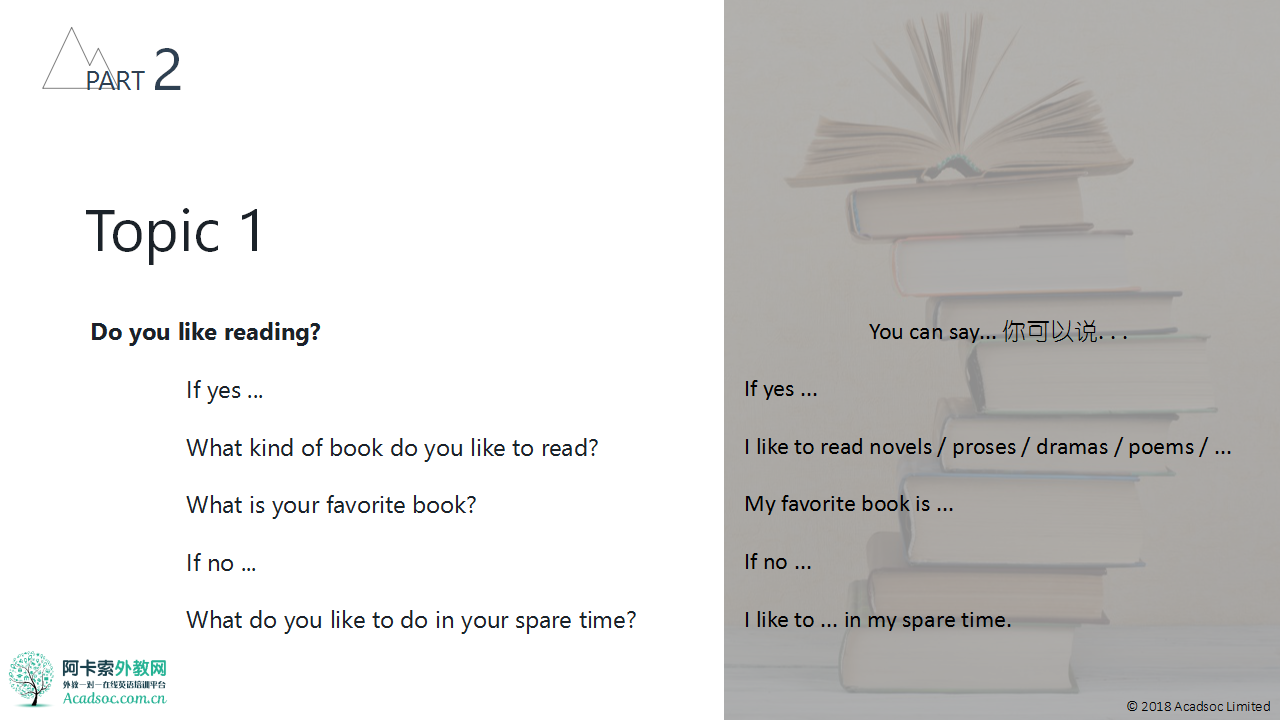 PART 2
Topic 1
Do you like reading?
If yes ...
What kind of book do you like to read?
What is your favorite book?
If no ...
What do you like to do in your spare time?
You can say... 你可以说. . .
If yes ...
I like to read novels / proses / dramas / poems / ...
My favorite book is ...
If no ...
I like to ... in my spare time.
阿卡索外教网
外教一对一在线英语培训平台
Acadsoc.com.cn
© 2018 Acadsoc Limited